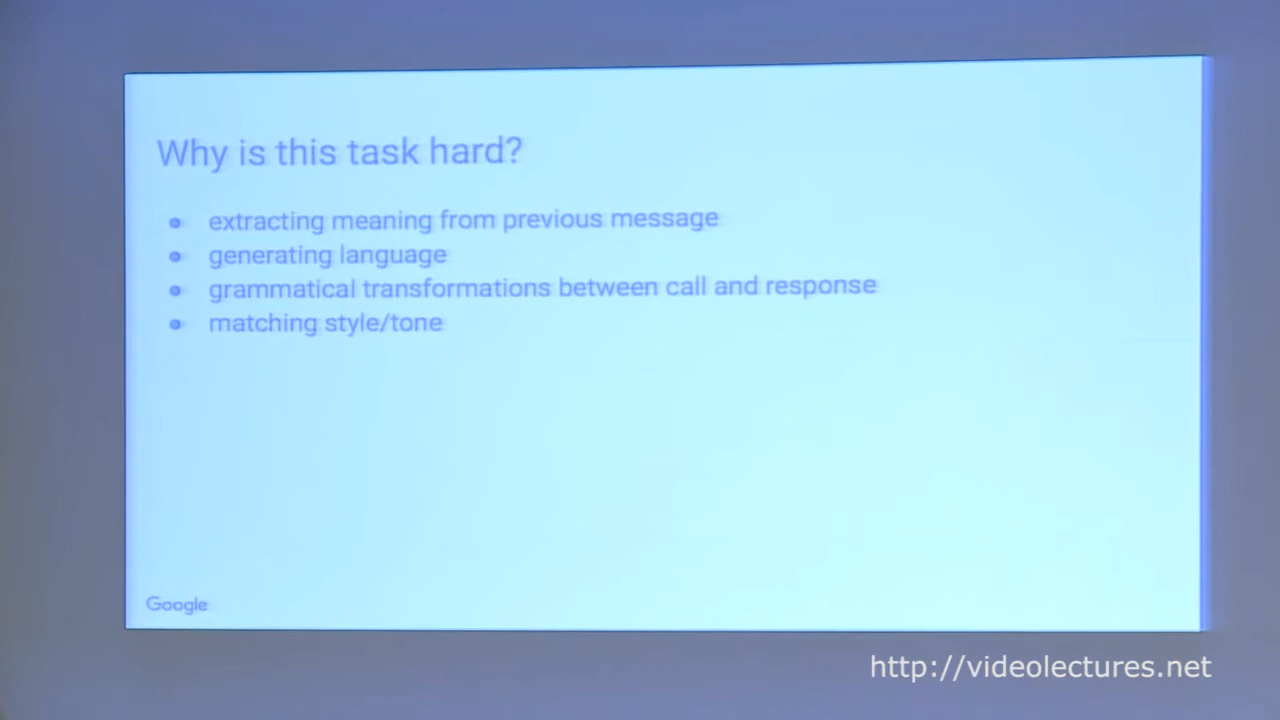 Why is this task hard?
extracting meaning from previous message
generating language
grammatical transformations between call and response
matching style/tone
Google
http://videolectures.net